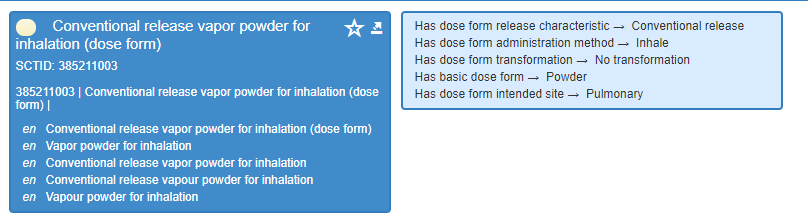 Conventional release vapor powder for
inhalation (dose form)
SCTID: 385211003
385211003 | Conventional release vapor powder for inhalation (dose
form) |
en Conventional release vapor powder for inhalation (dose form)
en Vapor powder for inhalation
en Conventional release vapor powder for inhalation
en Conventional release vapour powder for inhalation
en Vapour powder for inhalation
Has dose form release characteristic → Conventional release
Has dose form administration method → Inhale
Has dose form transformation → No transformation
Has basic dose form → Powder
Has dose form intended site → Pulmonary